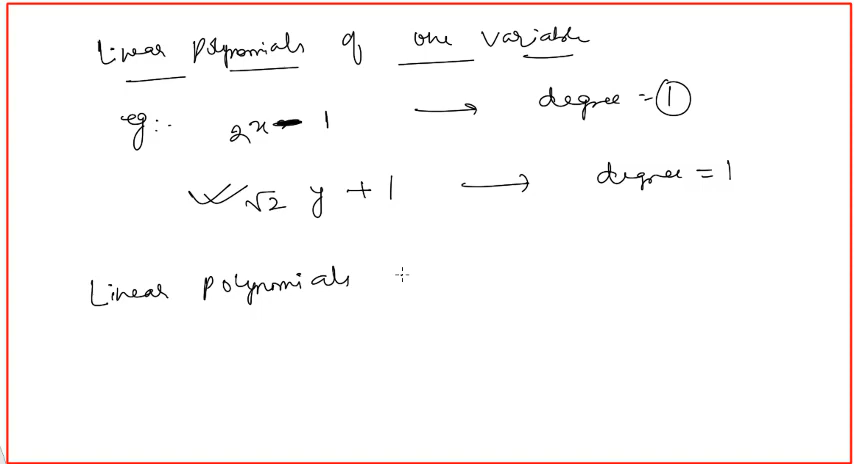 Linear Polynomials of one variable
eg:- 2x - 1 → degree = 1
√2 y + 1 → degree = 1
Linear polynomials